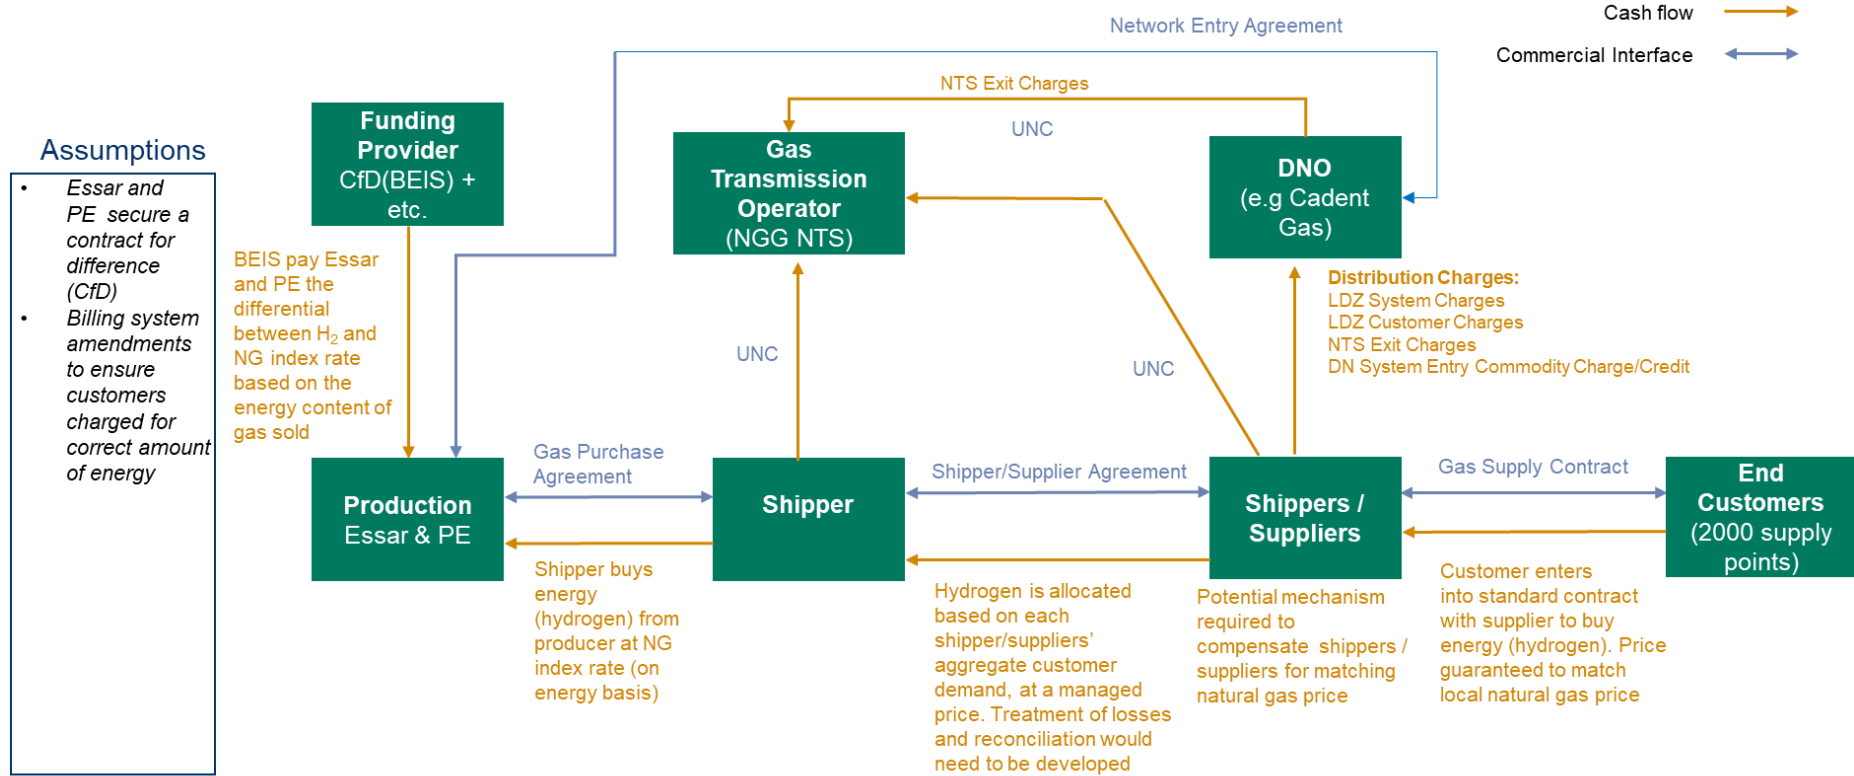 Network Entry Agreement
Cash flow
Commercial Interface
NTS Exit Charges
UNC
Assumptions
• Essar and
PE secure a
contract for
difference
(CfD)
• Billing system
amendments
to ensure
customers
charged for
correct amount
of energy
Funding
Provider
CfD(BEIS) +
etc.
Gas
Transmission
Operator
(NGG NTS)
DNO
(e.g Cadent
Gas)
BEIS pay Essar
and PE the
differential
between H₂ and
NG index rate
based on the
energy content of
gas sold
Distribution Charges:
LDZ System Charges
LDZ Customer Charges
NTS Exit Charges
DN System Entry Commodity Charge/Credit
UNC
UNC
Production
Essar & PE
Gas Purchase
Agreement
Shipper
Shipper/Supplier Agreement
Shippers /
Suppliers
Gas Supply Contract
End
Customers
(2000 supply
points)
Shipper buys
energy
(hydrogen) from
producer at NG
index rate (on
energy basis)
Hydrogen is allocated
based on each
shipper/suppliers'
aggregate customer
demand, at a managed
price. Treatment of losses
and reconciliation would
need to be developed
Potential mechanism
required to
compensate shippers /
suppliers for matching
natural gas price
Customer enters
into standard contract
with supplier to buy
energy (hydrogen). Price
guaranteed to match
local natural gas price